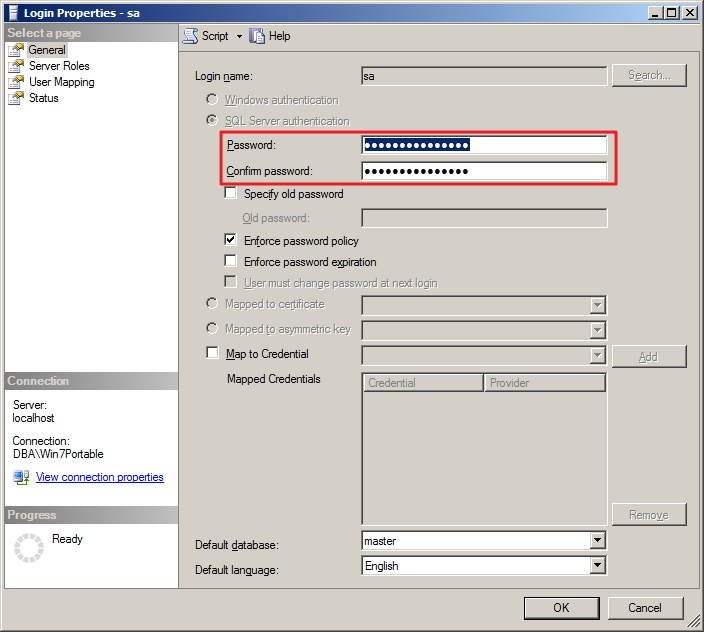 Login Properties - sa
Select a page
General
Server Roles
User Mapping
Status
Script
Help
Login name:
sa
Search...
Windows authentication
SQL Server authentication
Password:
●●●●●●●●●●●●●●●
Confirm password:
●●●●●●●●●●●●●●●
Specify old password
Old password:
Enforce password policy
Enforce password expiration
User must change password at next login
Mapped to certificate
Mapped to asymmetric key
Map to Credential
Add
Mapped Credentials
Credential
Provider
Remove
Default database:
master
Default language:
English
Connection
Server:
localhost
Connection:
DBA\Win7Portable
View connection properties
Progress
Ready
OK
Cancel